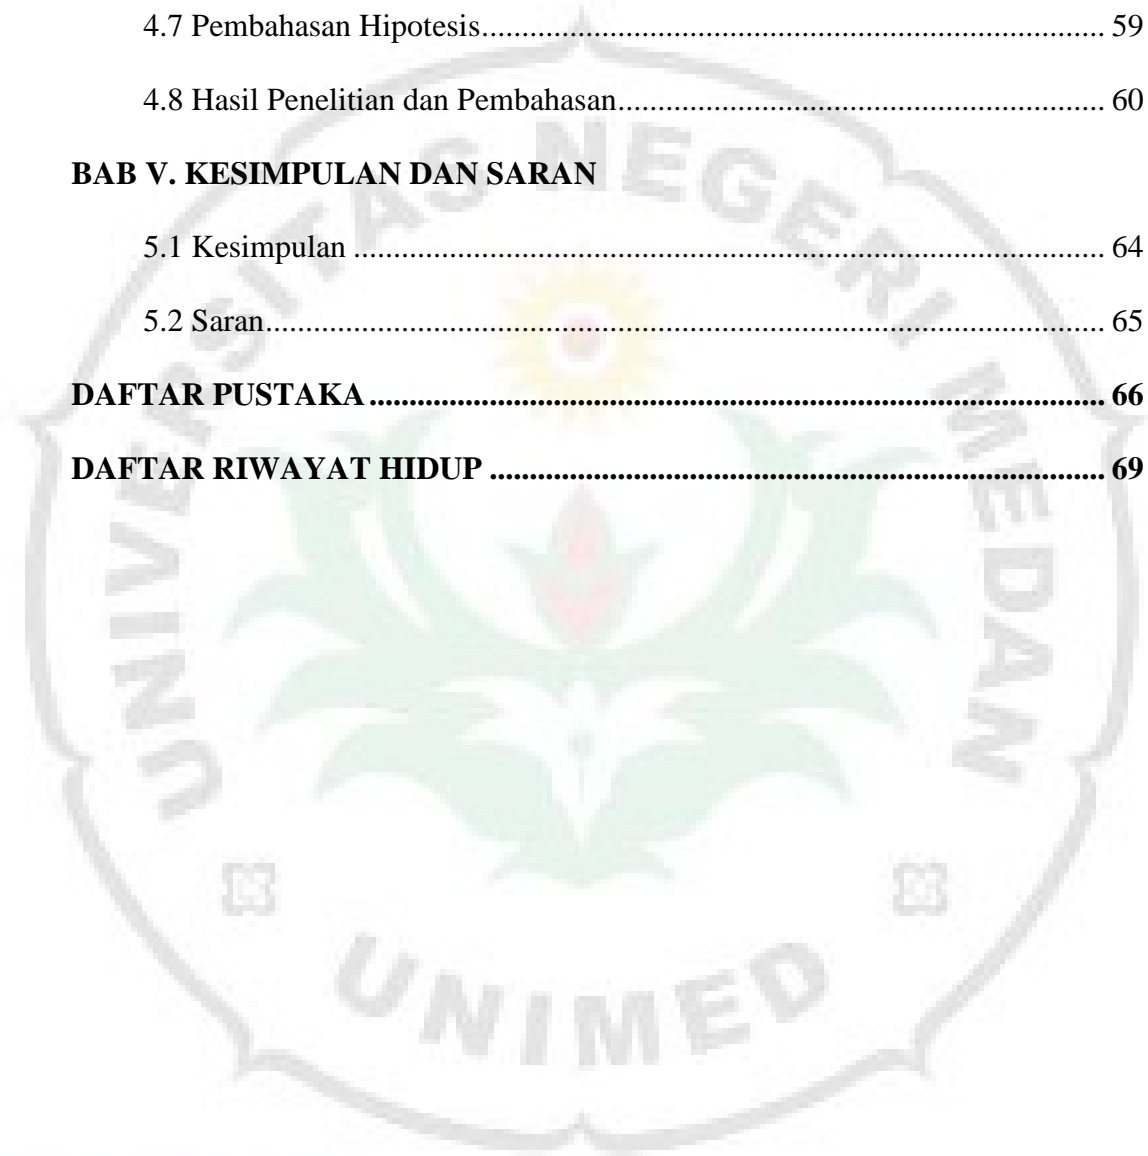 4.7 Pembahasan Hipotesis............................................................................... 59
4.8 Hasil Penelitian dan Pembahasan.............................................................. 60
BAB V. KESIMPULAN DAN SARAN
5.1 Kesimpulan ............................................................................................... 64
5.2 Saran.......................................................................................................... 65
DAFTAR PUSTAKA ............................................................................................. 66
DAFTAR RIWAYAT HIDUP .............................................................................. 69
UNIVERSITAS NEGERI MEDAN
UNIMED